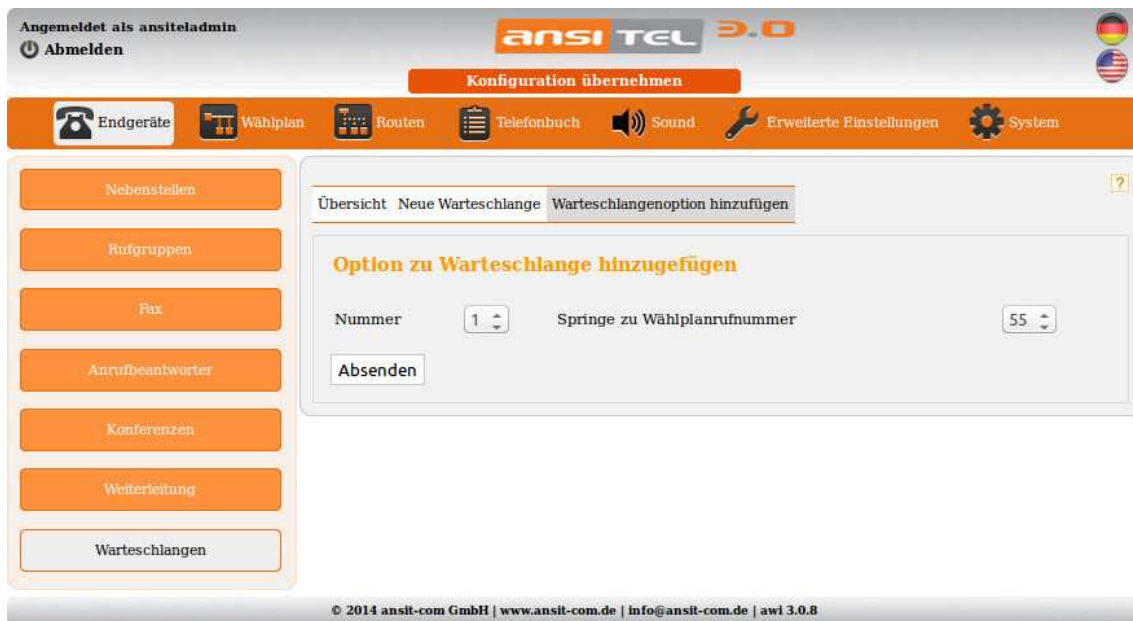 Angemeldet als ansiteladmin
Abmelden
ansi TEL 3.0
Konfiguration übernehmen
Endgeräte Wählplan Routen Telefonbuch Sound Erweiterte Einstellungen System
Nebenstellen
Rufgruppen
Fax
Anrufbeantworter
Konferenzen
Weiterleitung
Warteschlangen
?
Übersicht Neue Warteschlange Warteschlangenoption hinzufügen
Option zu Warteschlange hinzugefügen
Nummer 1 Springe zu Wählplanrufnummer 55
Absenden
© 2014 ansit-com GmbH | www.ansit-com.de | info@ansit-com.de | awi 3.0.8